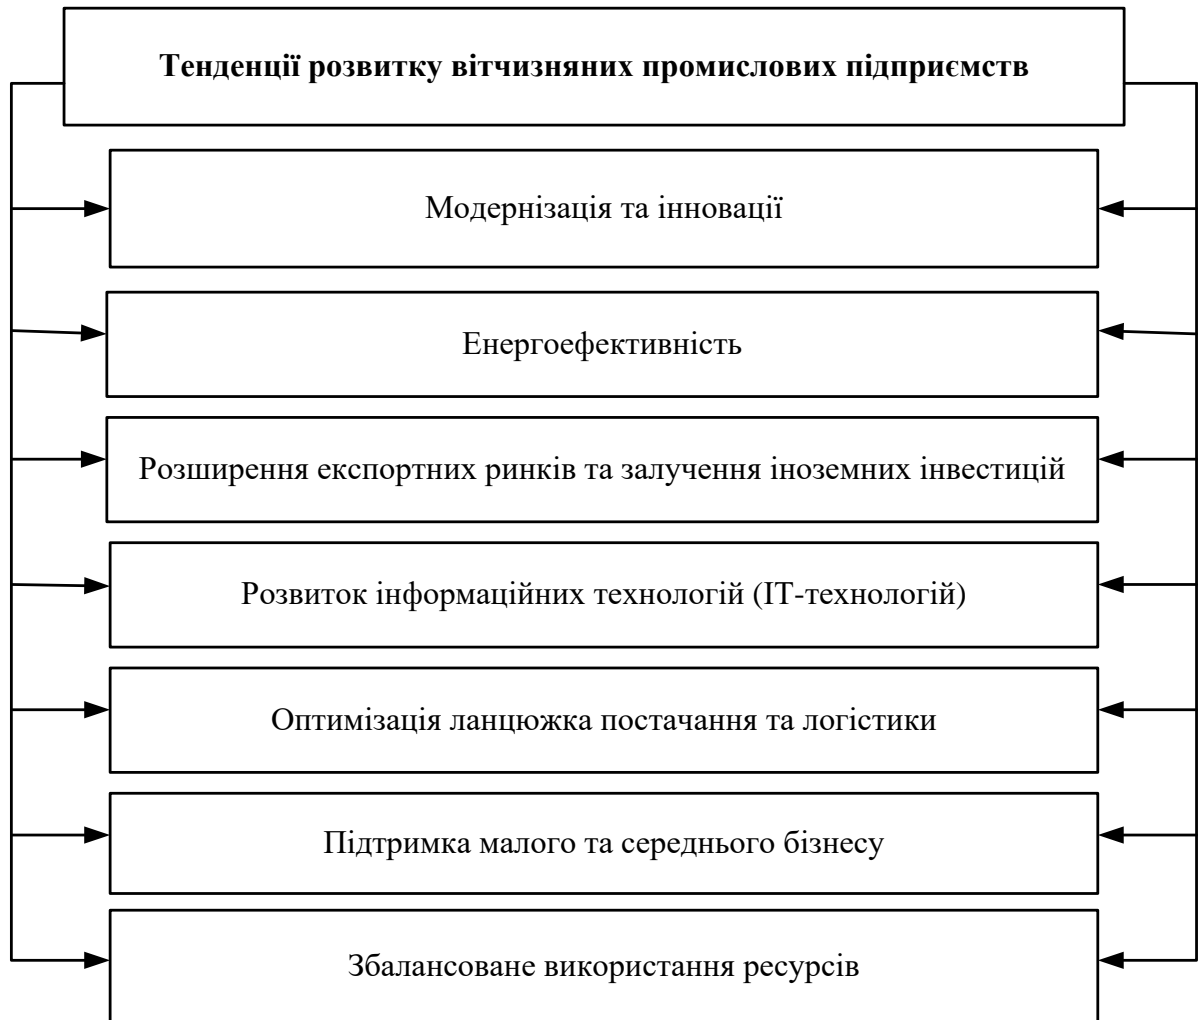 Тенденції розвитку вітчизняних промислових підприємств
Модернізація та інновації
Енергоефективність
Розширення експортних ринків та залучення іноземних інвестицій
Розвиток інформаційних технологій (ІТ-технологій)
Оптимізація ланцюжка постачання та логістики
Підтримка малого та середнього бізнесу
Збалансоване використання ресурсів